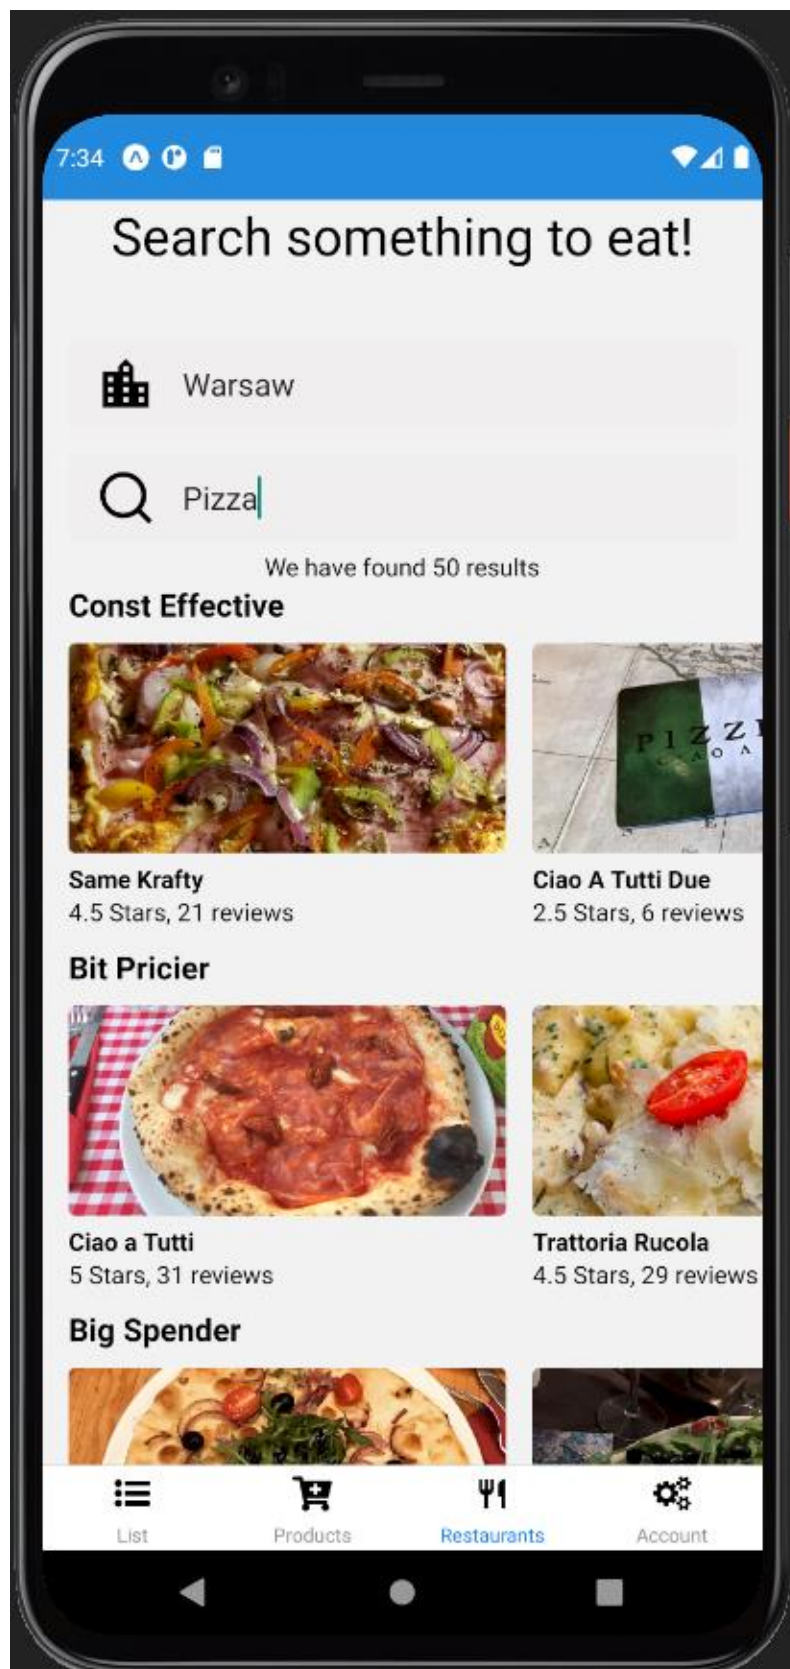 7:34
Search something to eat!
Warsaw
Pizza
We have found 50 results
Const Effective
PIZZ
CIAO A
Same Krafty
4.5 Stars, 21 reviews
Ciao A Tutti Due
2.5 Stars, 6 reviews
Bit Pricier
Ciao a Tutti
5 Stars, 31 reviews
Trattoria Rucola
4.5 Stars, 29 reviews
Big Spender
List
Products
Restaurants
Account